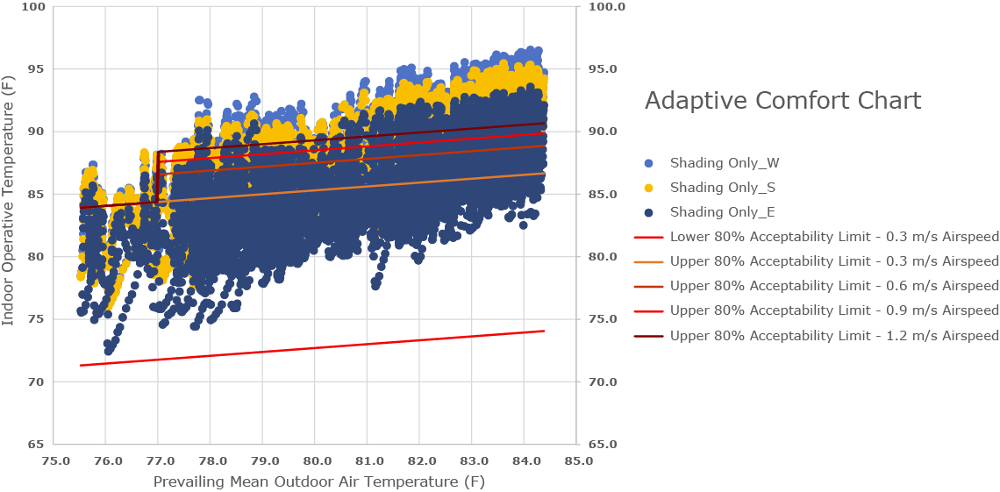 100
95
90
85
80
75
70
65
Indoor Operative Temperature (F)
75.0 76.0 77.0 78.0 79.0 80.0 81.0 82.0 83.0 84.0 85.0
Prevailing Mean Outdoor Air Temperature (F)
100.0
95.0
90.0
85.0
80.0
75.0
70.0
65.0
Adaptive Comfort Chart
Shading Only_W
Shading Only_S
Shading Only_E
Lower 80% Acceptability Limit - 0.3 m/s Airspeed
Upper 80% Acceptability Limit - 0.3 m/s Airspeed
Upper 80% Acceptability Limit - 0.6 m/s Airspeed
Upper 80% Acceptability Limit - 0.9 m/s Airspeed
Upper 80% Acceptability Limit - 1.2 m/s Airspeed